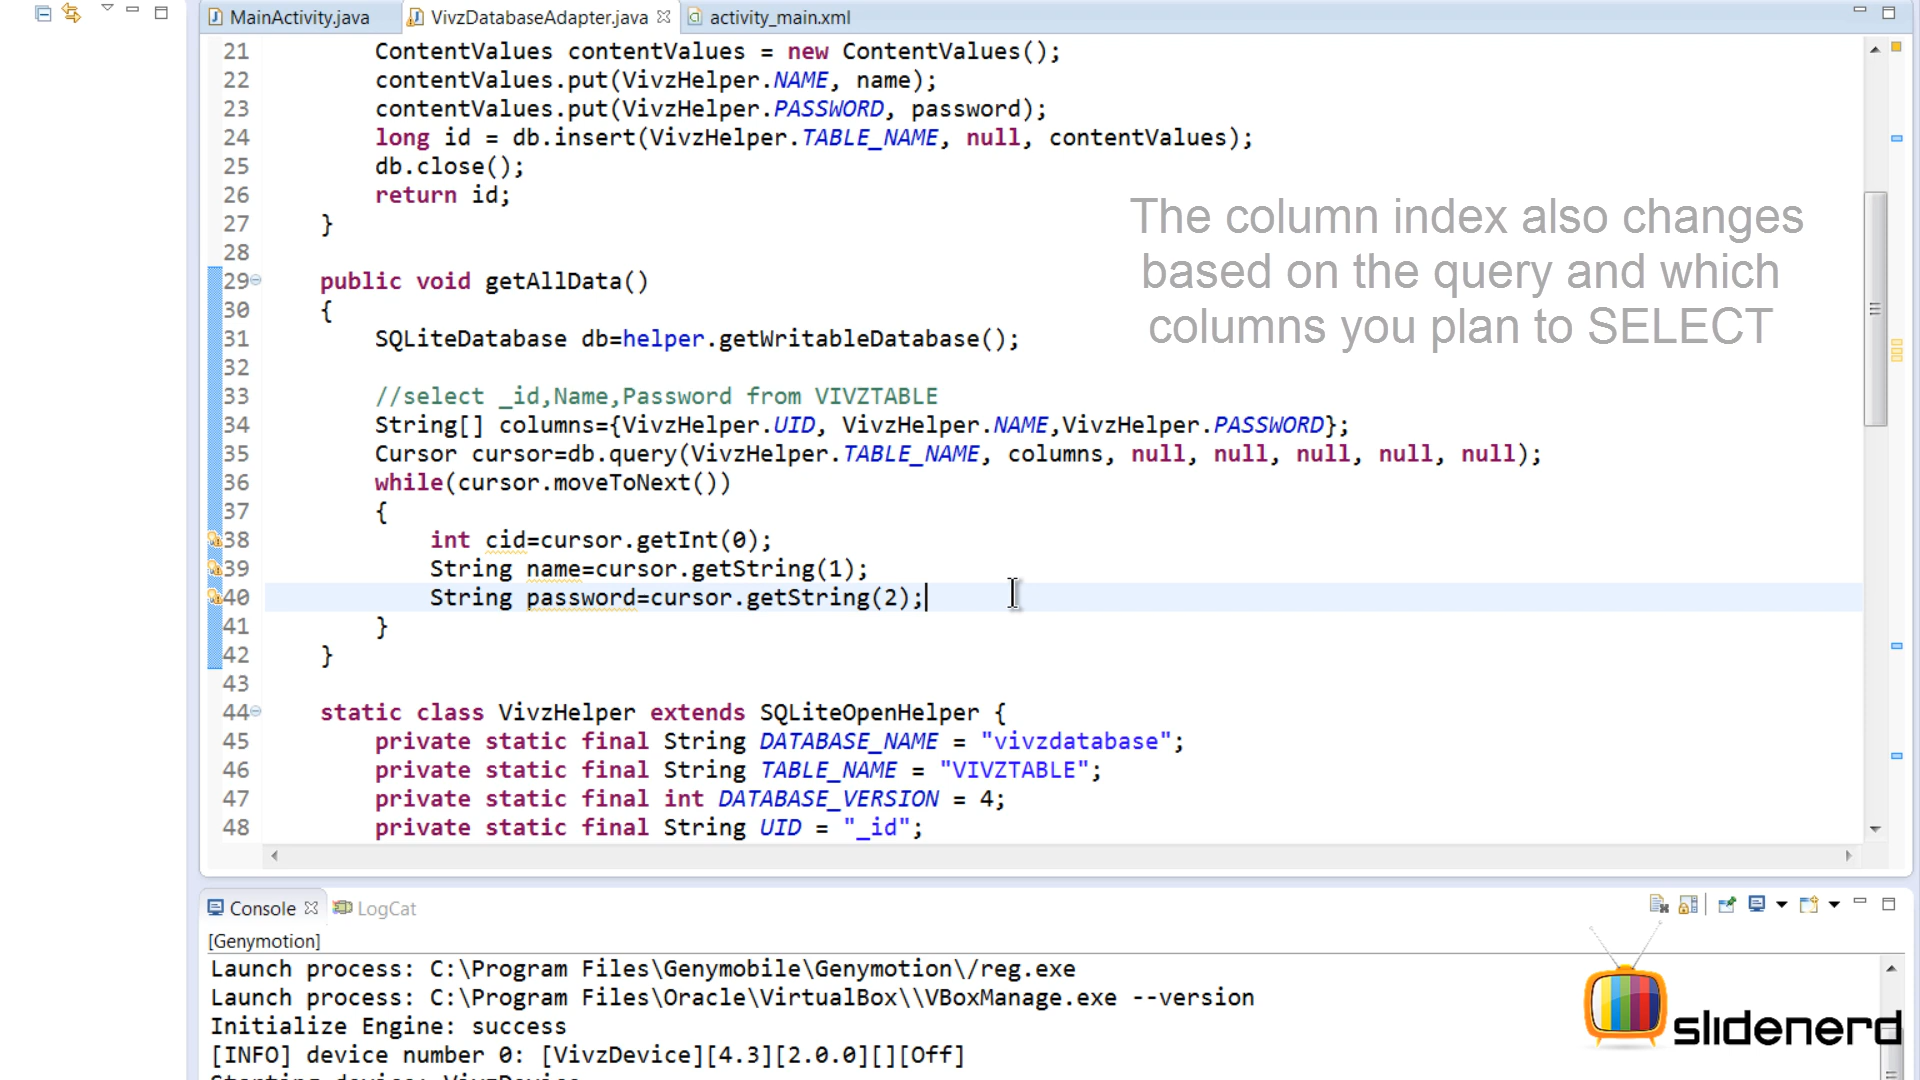 MainActivity.java
VivzDatabaseAdapter.java
activity_main.xml
21 ContentValues contentValues = new ContentValues();
22 contentValues.put(VivzHelper.NAME, name);
23 contentValues.put(VivzHelper.PASSWORD, password);
24 long id = db.insert(VivzHelper.TABLE_NAME, null, contentValues);
25 db.close();
26 return id;
27 }
28
29 public void getAllData()
30 {
31 SQLiteDatabase db=helper.getWritableDatabase();
32
33 //select _id,Name,Password from VIVZTABLE
34 String[] columns={VivzHelper.UID, VivzHelper.NAME,VivzHelper.PASSWORD};
35 Cursor cursor=db.query(VivzHelper.TABLE_NAME, columns, null, null, null, null, null);
36 while(cursor.moveToNext())
37 {
38 int cid=cursor.getInt(0);
39 String name=cursor.getString(1);
40 String password=cursor.getString(2);
41 }
42 }
43
44 static class VivzHelper extends SQLiteOpenHelper {
45 private static final String DATABASE_NAME = "vivzdatabase";
46 private static final String TABLE_NAME = "VIVZTABLE";
47 private static final int DATABASE_VERSION = 4;
48 private static final String UID = "_id";
The column index also changes
based on the query and which
columns you plan to SELECT
Console
LogCat
[Genymotion]
Launch process: C:\Program Files\Genymobile\Genymotion\/reg.exe
Launch process: C:\Program Files\Oracle\VirtualBox\\VBoxManage.exe --version
Initialize Engine: success
[INFO] device number 0: [VivzDevice][4.3][2.0.0][][Off]
slidenerd